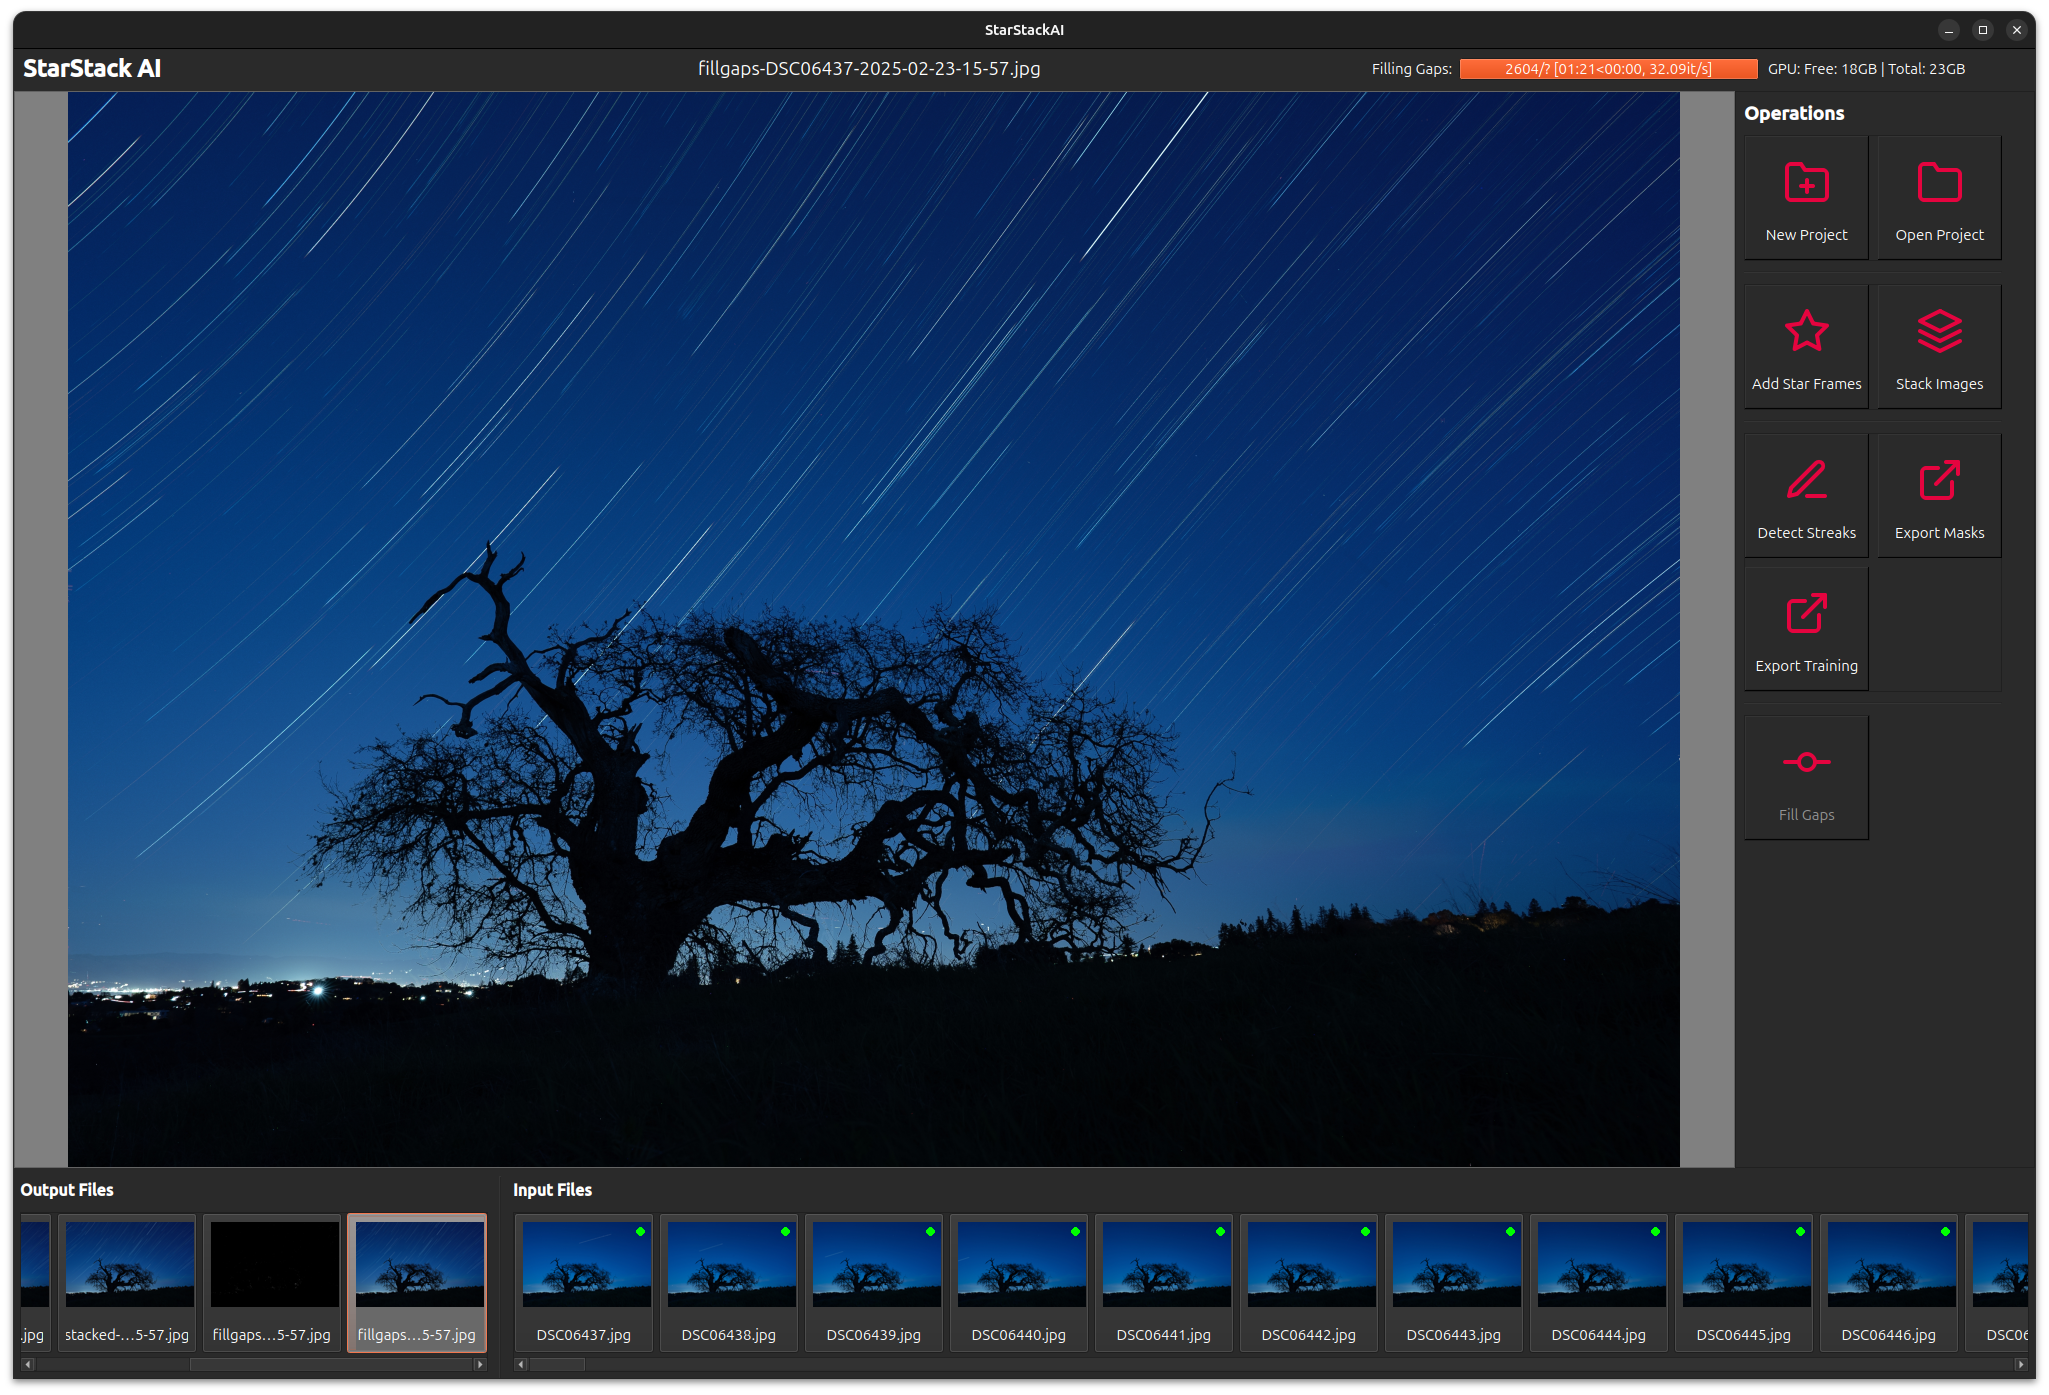 StarStackAI
StarStack AI
fillgaps-DSC06437-2025-02-23-15-57.jpg
Filling Gaps:
2604/? [01:21<00:00, 32.09it/s]
GPU: Free: 18GB | Total: 23GB
Operations
New Project
Open Project
Add Star Frames
Stack Images
Detect Streaks
Export Masks
Export Training
Fill Gaps
Output Files
.jpg
stacked-...5-57.jpg
fillgaps...5-57.jpg
fillgaps...5-57.jpg
Input Files
DSC06437.jpg
DSC06438.jpg
DSC06439.jpg
DSC06440.jpg
DSC06441.jpg
DSC06442.jpg
DSC06443.jpg
DSC06444.jpg
DSC06445.jpg
DSC06446.jpg
DSC06